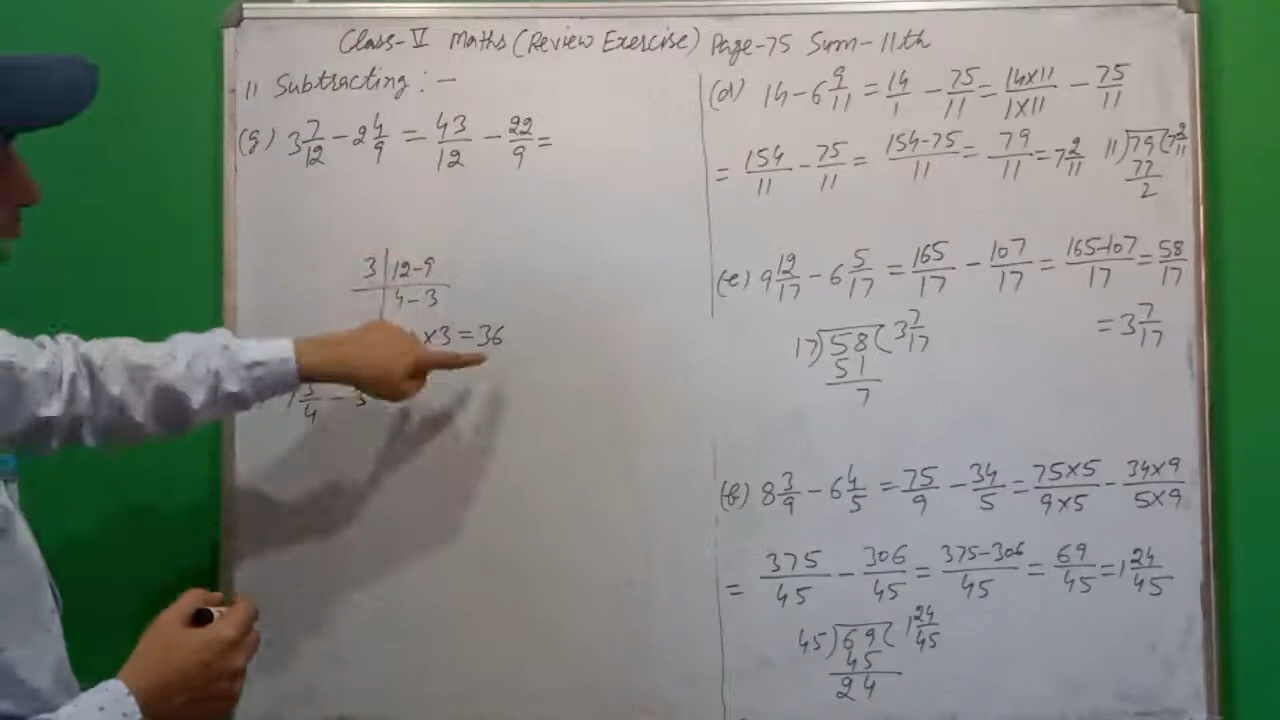 Class-V Maths (Review Exercise) Page-75 Sum-11th
11 Subtracting :-
(g) 3 7/12 - 2 4/9 = 43/12 - 22/9 =
3 | 12-9
4-3
×3 = 36
3/4 - 3
(d) 14 - 6 9/11 = 14/1 - 75/11 = 14×11/1×11 - 75/11
= 154/11 - 75/11 = 154-75/11 = 79/11 = 7 2/11
11) 79 ( 7 2/11
77
2
(e) 9 12/17 - 6 5/17 = 165/17 - 107/17 = 165-107/17 = 58/17
= 3 7/17
17) 58 ( 3 7/17
51
7
(f) 8 3/9 - 6 4/5 = 75/9 - 34/5 = 75×5/9×5 - 34×9/5×9
= 375/45 - 306/45 = 375-306/45 = 69/45 = 1 24/45
45) 69 ( 1 24/45
45
24